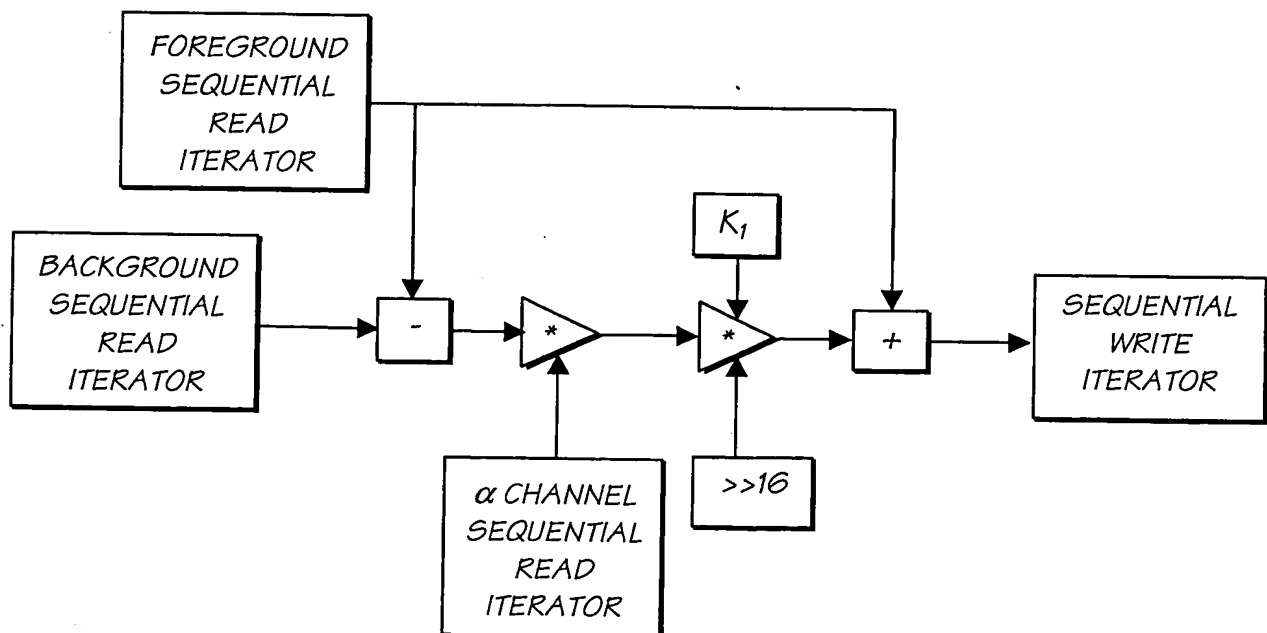 FOREGROUND
SEQUENTIAL
READ
ITERATOR
K₁
BACKGROUND
SEQUENTIAL
READ
ITERATOR
-
*
*
+
SEQUENTIAL
WRITE
ITERATOR
α CHANNEL
SEQUENTIAL
READ
ITERATOR
>>16